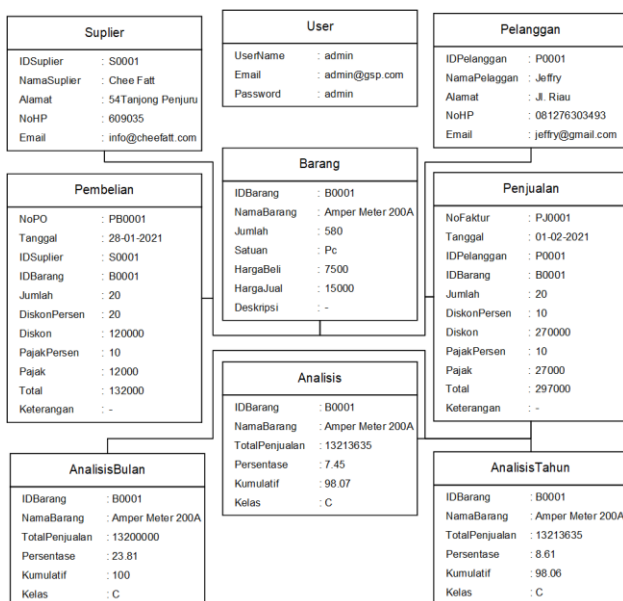 Suplier
IDSuplier : S0001
NamaSuplier : Chee Fatt
Alamat : 54Tanjong Penjuru
NoHP : 609035
Email : info@cheefatt.com
User
UserName : admin
Email : admin@gsp.com
Password : admin
Pelanggan
IDPelanggan : P0001
NamaPelaggan : Jeffry
Alamat : Jl. Riau
NoHP : 081276303493
Email : jeffry@gmail.com
Barang
IDBarang : B0001
NamaBarang : Amper Meter 200A
Jumlah : 580
Satuan : Pc
HargaBeli : 7500
HargaJual : 15000
Deskripsi : -
Pembelian
NoPO : PB0001
Tanggal : 28-01-2021
IDSuplier : S0001
IDBarang : B0001
Jumlah : 20
DiskonPersen : 20
Diskon : 120000
PajakPersen : 10
Pajak : 12000
Total : 132000
Keterangan : -
Penjualan
NoFaktur : PJ0001
Tanggal : 01-02-2021
IDPelanggan : P0001
IDBarang : B0001
Jumlah : 20
DiskonPersen : 10
Diskon : 270000
PajakPersen : 10
Pajak : 27000
Total : 297000
Keterangan : -
Analisis
IDBarang : B0001
NamaBarang : Amper Meter 200A
TotalPenjualan : 13213635
Persentase : 7.45
Kumulatif : 98.07
Kelas : C
AnalisisBulan
IDBarang : B0001
NamaBarang : Amper Meter 200A
TotalPenjualan : 13200000
Persentase : 23.81
Kumulatif : 100
Kelas : C
AnalisisTahun
IDBarang : B0001
NamaBarang : Amper Meter 200A
TotalPenjualan : 13213635
Persentase : 8.61
Kumulatif : 98.06
Kelas : C